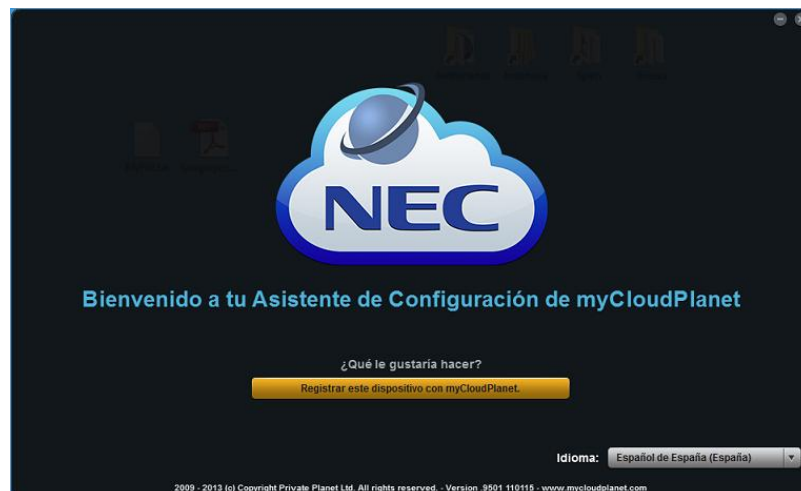 NEC
Bienvenido a tu Asistente de Configuración de myCloudPlanet
¿Qué le gustaría hacer?
Registrar este dispositivo con myCloudPlanet.
Idioma: Español de España (España)
2009 - 2013 (c) Copyright Private Planet Ltd. All rights reserved. - Version .9501 110115 - www.mycloudplanet.com